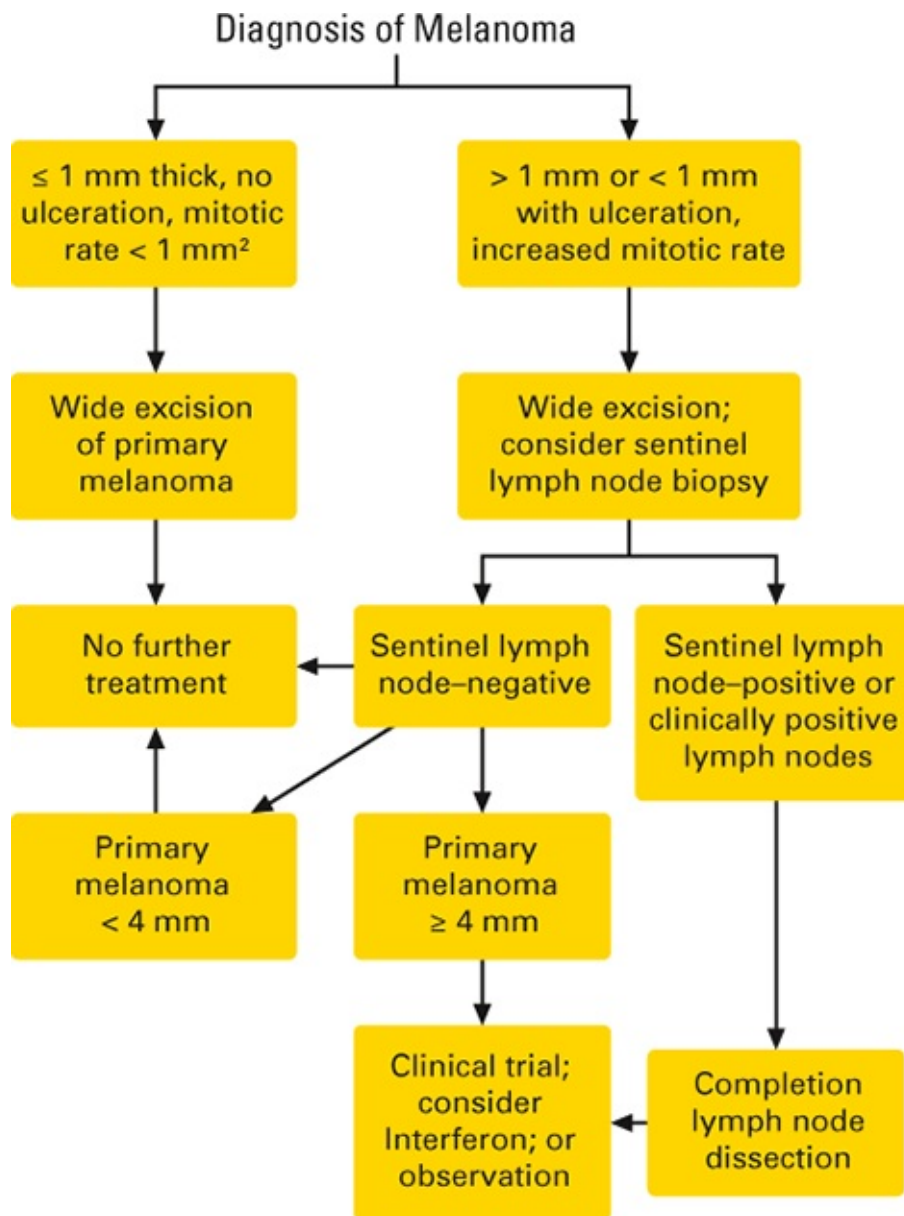 Diagnosis of Melanoma
≤ 1 mm thick, no
ulceration, mitotic
rate < 1 mm²
> 1 mm or < 1 mm
with ulceration,
increased mitotic rate
Wide excision
of primary
melanoma
Wide excision;
consider sentinel
lymph node biopsy
No further
treatment
Sentinel lymph
node–negative
Sentinel lymph
node–positive or
clinically positive
lymph nodes
Primary
melanoma
< 4 mm
Primary
melanoma
≥ 4 mm
Clinical trial;
consider
Interferon; or
observation
Completion
lymph node
dissection